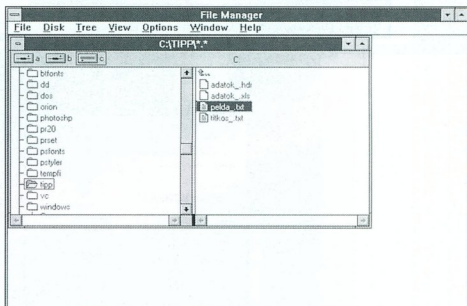 File Manager
File Disk Tree View Options Window Help
C:\TIPP\*.*
a b c C:
btfonts
dd
dos
orion
photoshp
pi20
prset
psfonts
pstyler
tempfi
tipp
vc
windows
..
adatok_.hdi
adatok_.xls
pelda_.txt
titkos_.txt